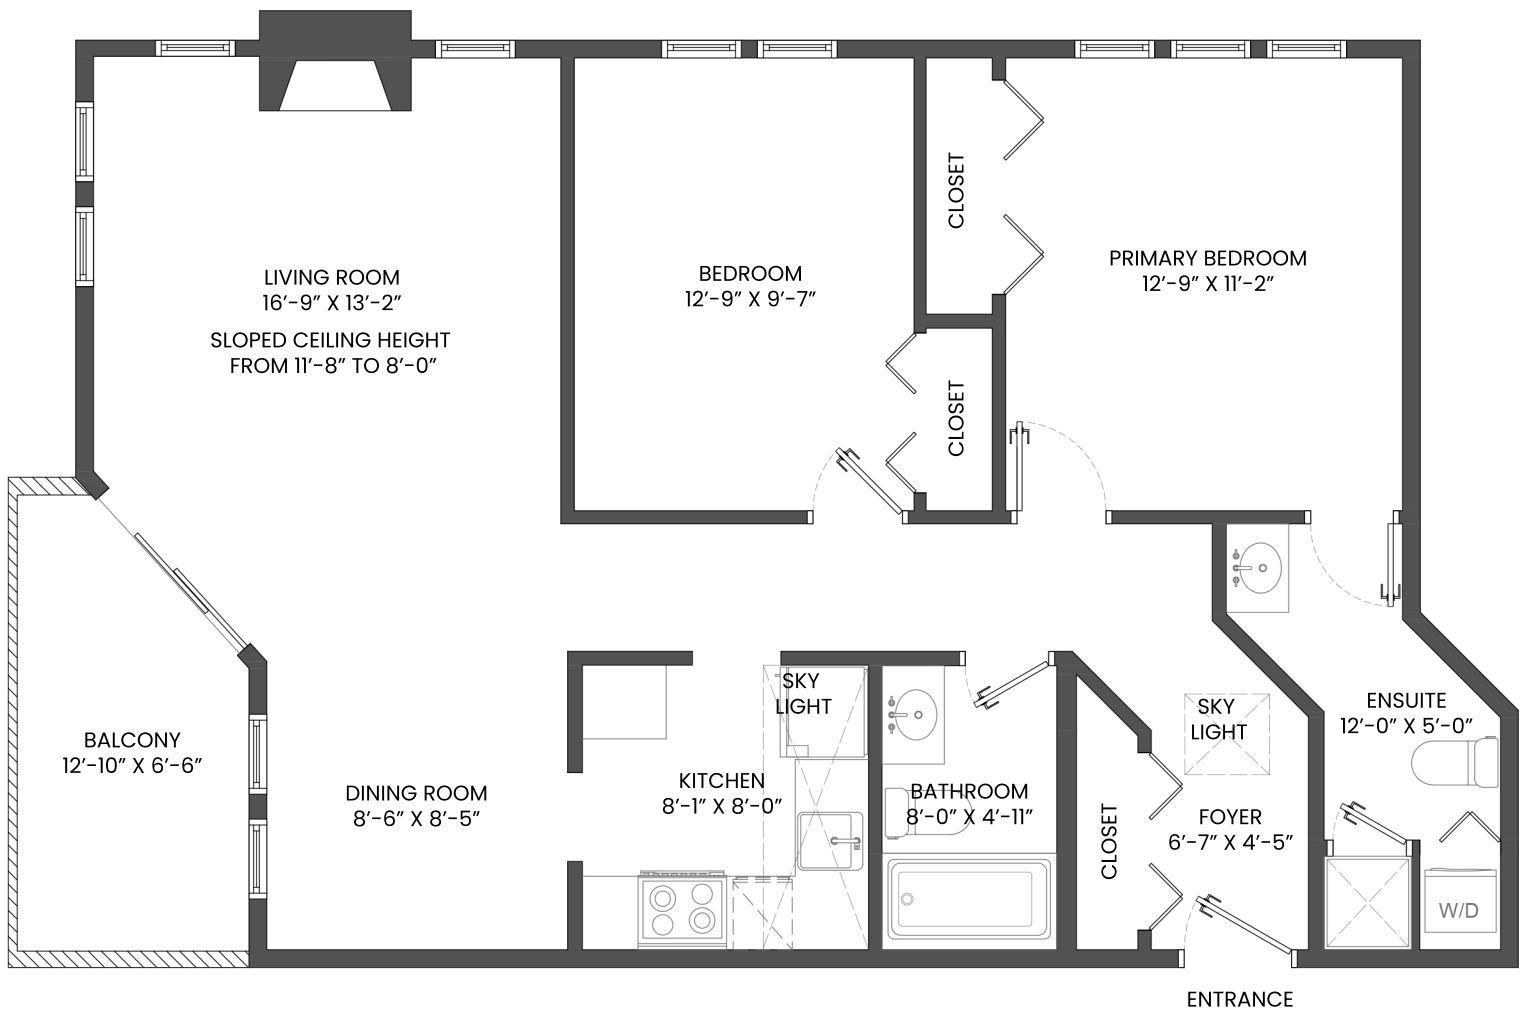 CLOSET
PRIMARY BEDROOM
12'-9" X 11'-2"
BEDROOM
12'-9" X 9'-7"
LIVING ROOM
16'-9" X 13'-2"
SLOPED CEILING HEIGHT
FROM 11'-8" TO 8'-0"
CLOSET
SKY
LIGHT
SKY
LIGHT
ENSUITE
12'-0" X 5'-0"
BALCONY
12'-10" X 6'-6"
DINING ROOM
8'-6" X 8'-5"
KITCHEN
8'-1" X 8'-0"
BATHROOM
8'-0" X 4'-11"
CLOSET
FOYER
6'-7" X 4'-5"
W/D
ENTRANCE